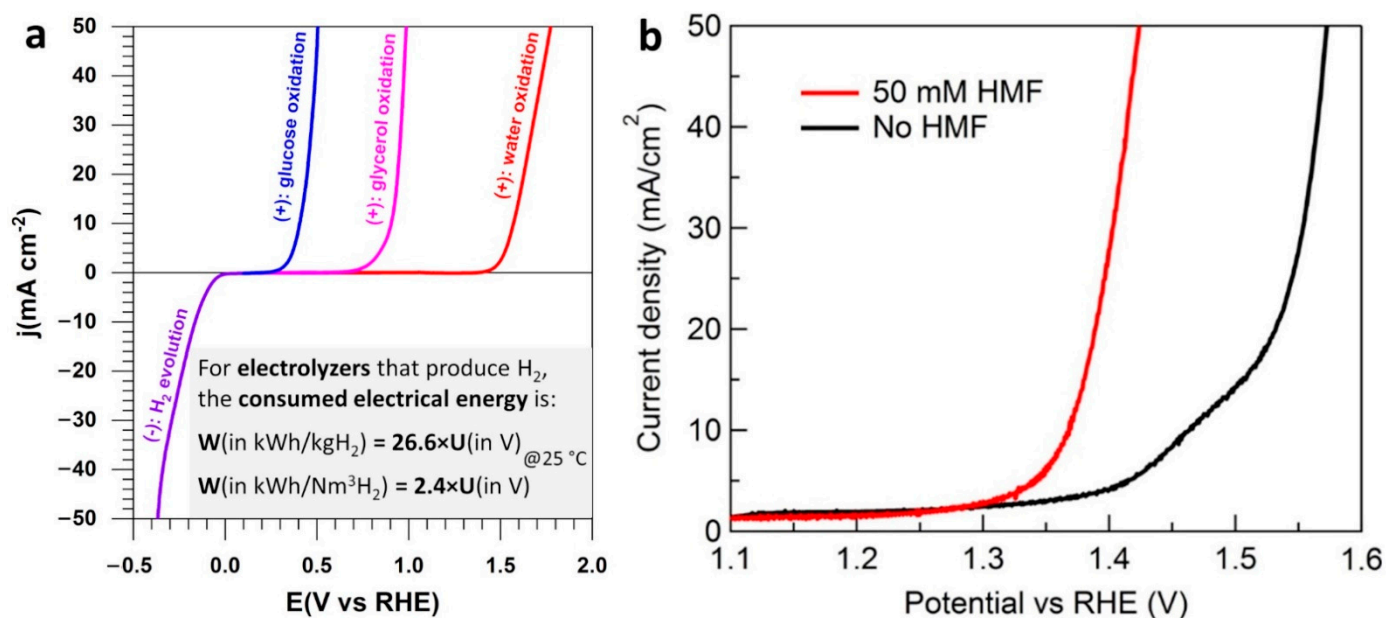 a
50
40
30
20
10
0
−10
−20
−30
−40
−50
j(mA cm-2)
(+): glucose oxidation
(+): glycerol oxidation
(+): water oxidation
(-): H2 evolution
For electrolyzers that produce H2,
the consumed electrical energy is:
W(in kWh/kgH2) = 26.6×U(in V)@25 °C
W(in kWh/Nm3H2) = 2.4×U(in V)
−0.5 0.0 0.5 1.0 1.5 2.0
E(V vs RHE)
b
50
40
30
20
10
0
Current density (mA/cm2)
50 mM HMF
No HMF
1.1 1.2 1.3 1.4 1.5 1.6
Potential vs RHE (V)